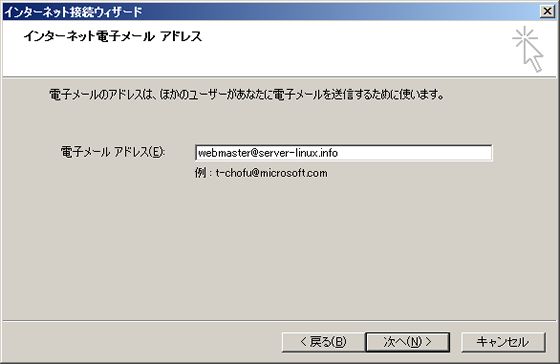 インターネット接続ウィザード
インターネット電子メール アドレス
電子メールのアドレスは、ほかのユーザーがあなたに電子メールを送信するために使います。
電子メール アドレス(E):
webmaster@server-linux.info
例 : t-chofu@microsoft.com
< 戻る(B)
次へ(N) >
キャンセル